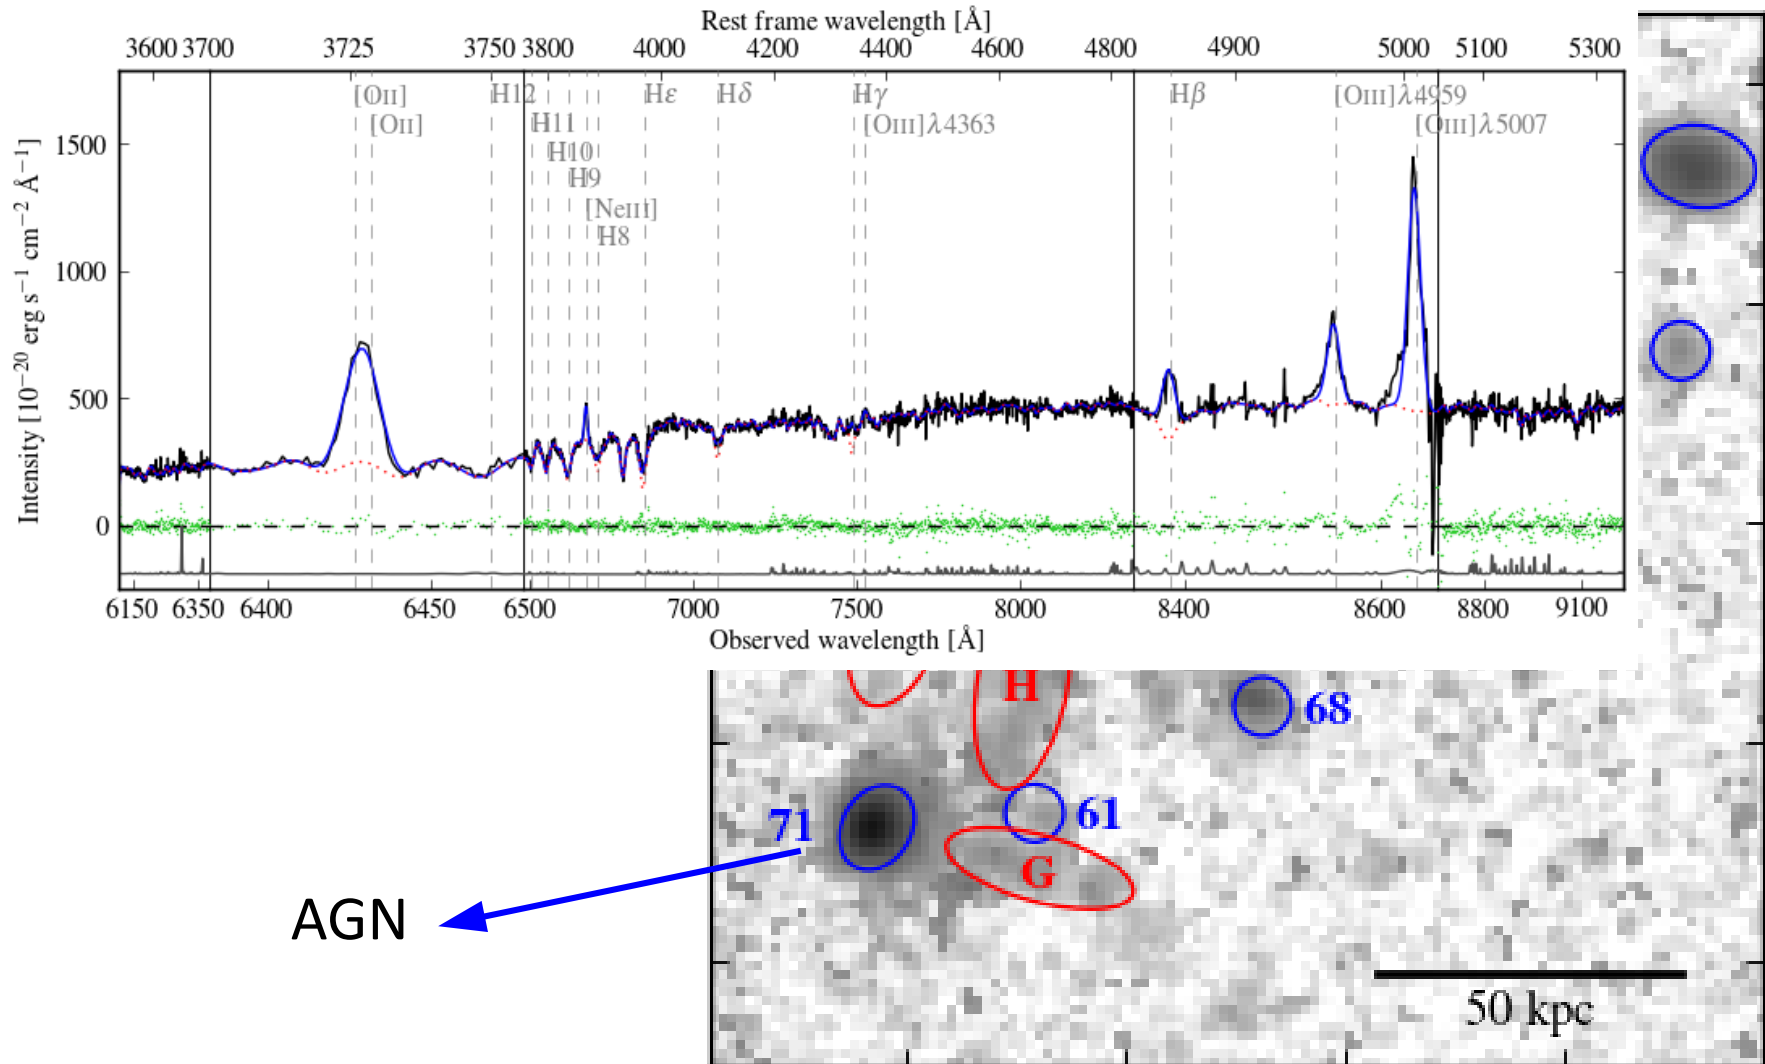 Rest frame wavelength [Å]
3600 3700 3725 3750 3800 4000 4200 4400 4600 4800 4900 5000 5100 5300
[OII] H12 Hε Hδ Hγ Hβ [OIII]λ4959
[OII] H11 [OIII]λ4363 [OIII]λ5007
H10
H9
[NeIII]
H8
1500
1000
500
0
Intensity [10⁻²⁰ erg s⁻¹ cm⁻² Å⁻¹]
6150 6350 6400 6450 6500 7000 7500 8000 8400 8600 8800 9100
Observed wavelength [Å]
H
68
71
61
G
AGN
50 kpc